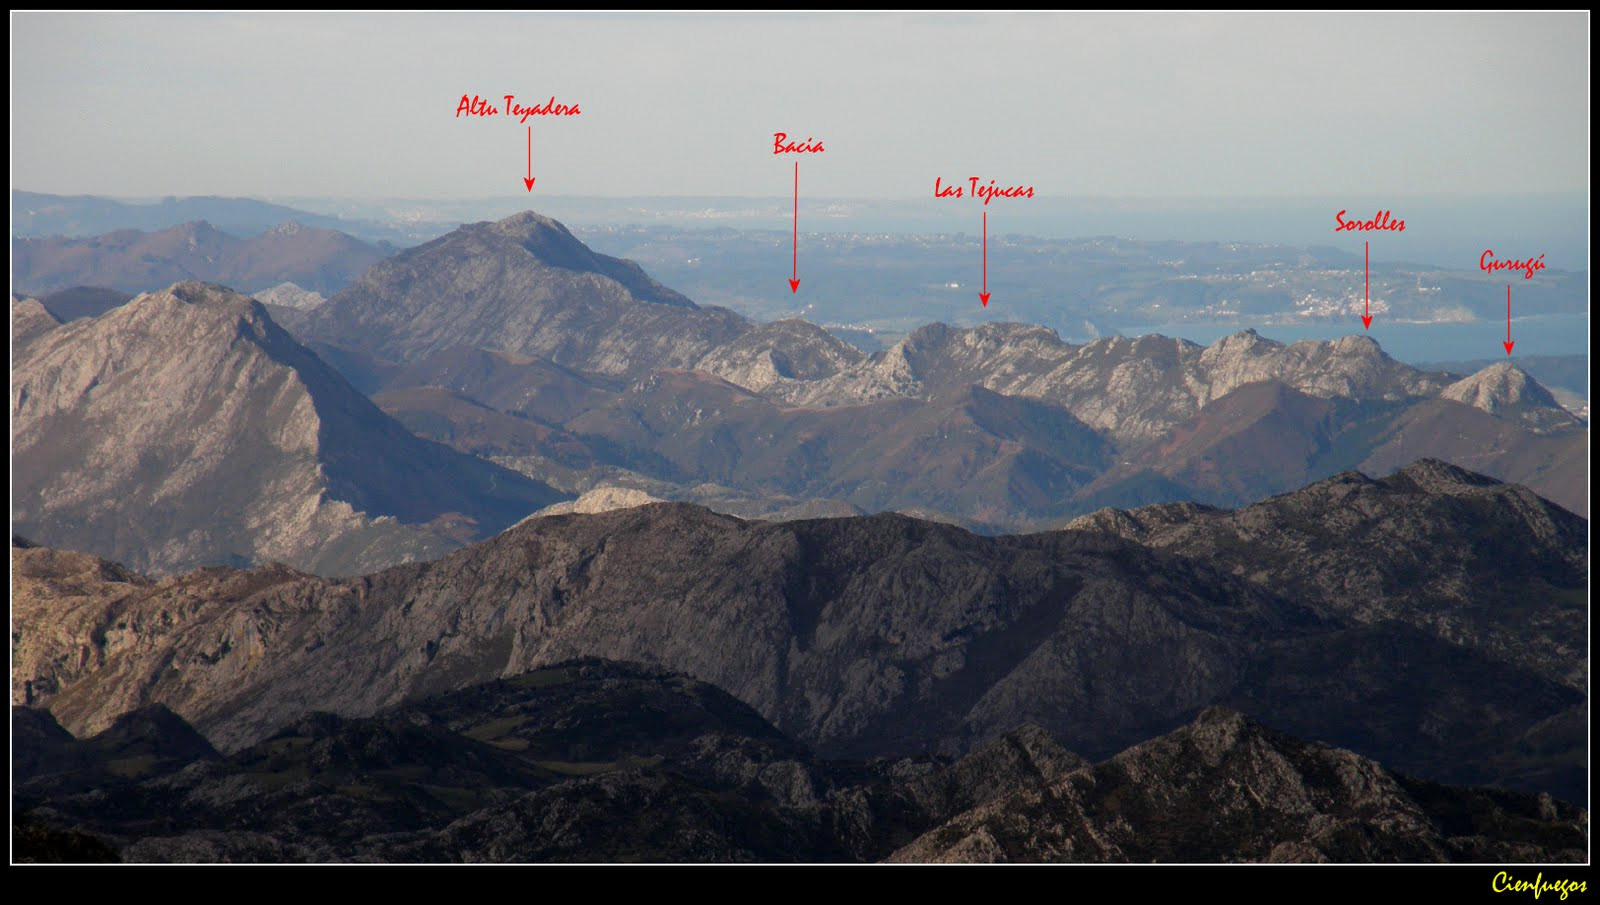 Altu Teyadera
Bacia
Las Tejucas
Sorolles
Gurugú
Cienfuegos